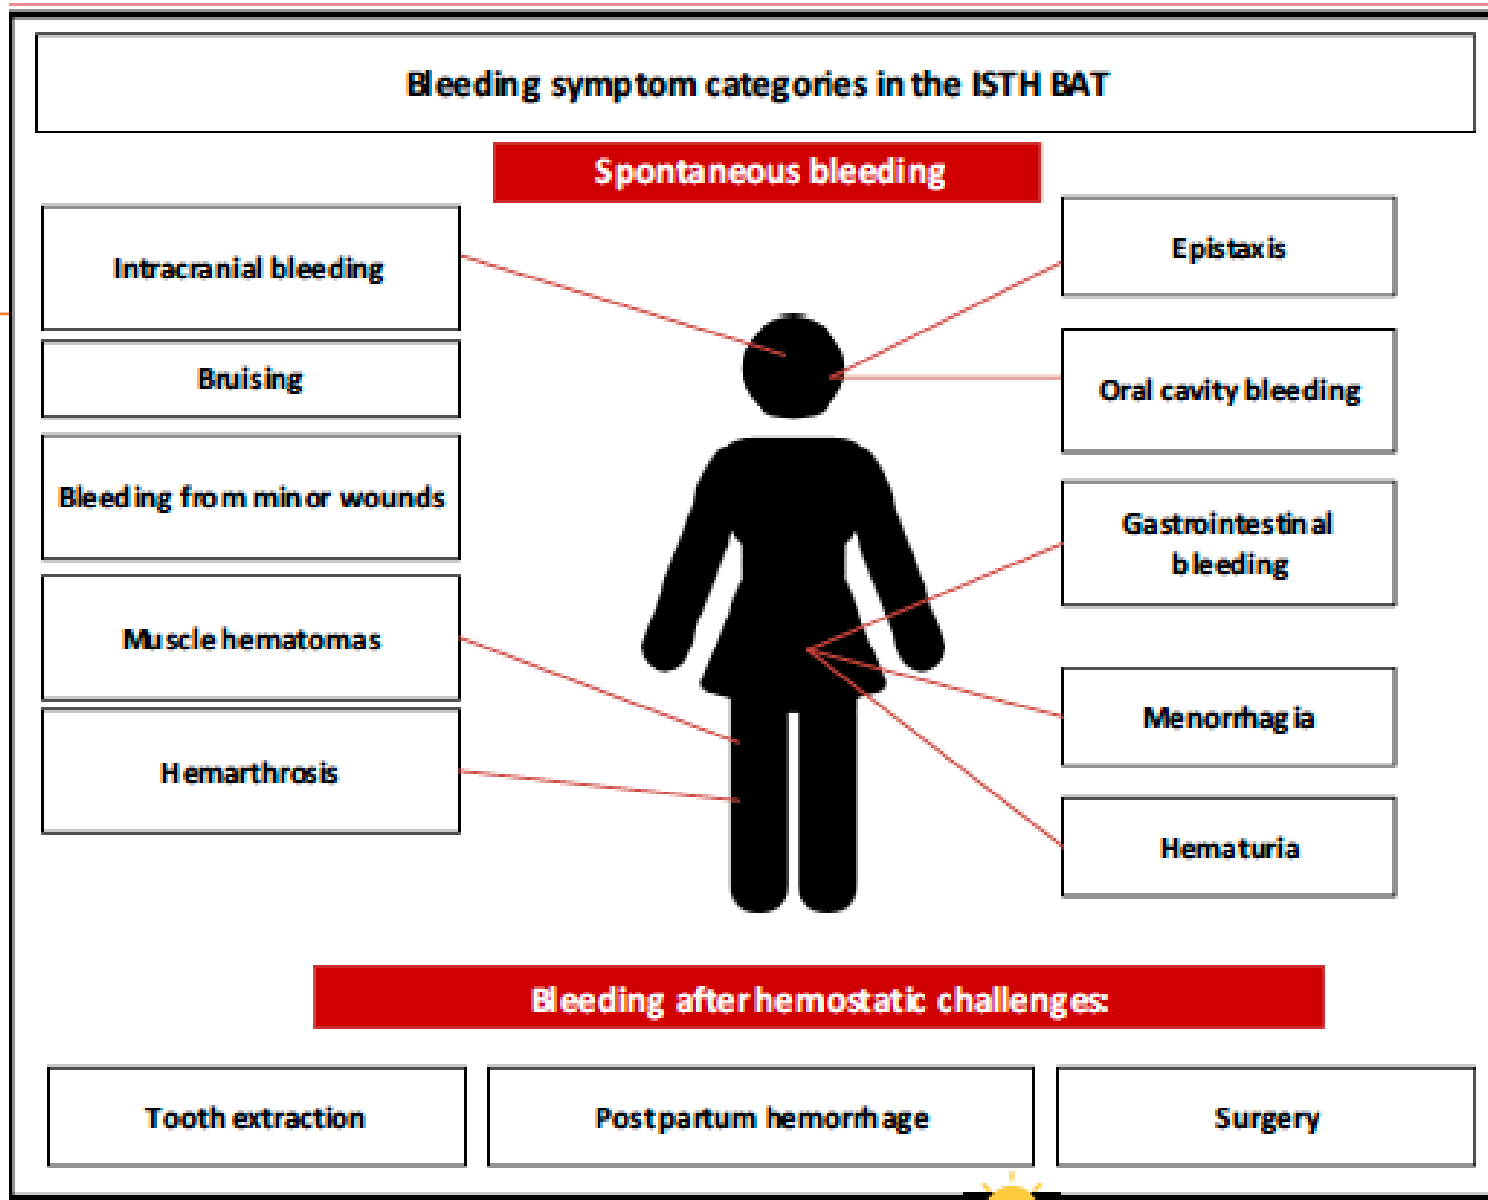 Bleeding symptom categories in the ISTH BAT
Spontaneous bleeding
Intracranial bleeding
Bruising
Bleeding from minor wounds
Muscle hematomas
Hemarthrosis
Epistaxis
Oral cavity bleeding
Gastrointestinal
bleeding
Menorrhagia
Hematuria
Bleeding after hemostatic challenges:
Tooth extraction
Postpartum hemorrhage
Surgery